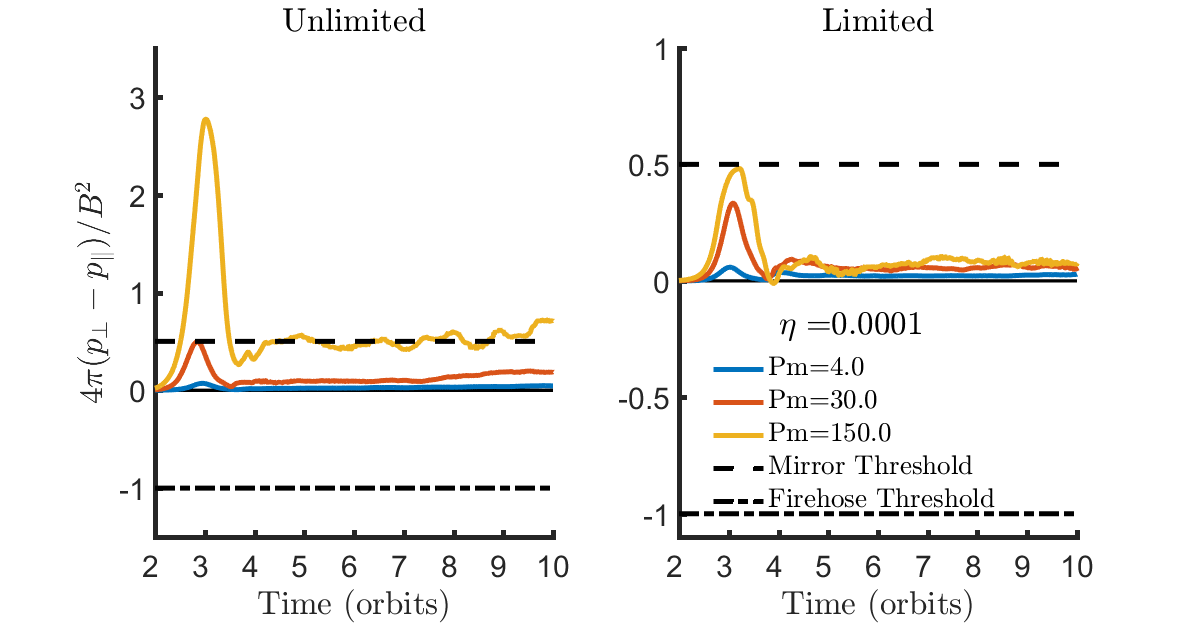 Unlimited
4π(p⊥ − p∥)/B²
3
2
1
0
-1
2 3 4 5 6 7 8 9 10
Time (orbits)
Limited
1
0.5
0
-0.5
-1
η =0.0001
Pm=4.0
Pm=30.0
Pm=150.0
Mirror Threshold
Firehose Threshold
2 3 4 5 6 7 8 9 10
Time (orbits)